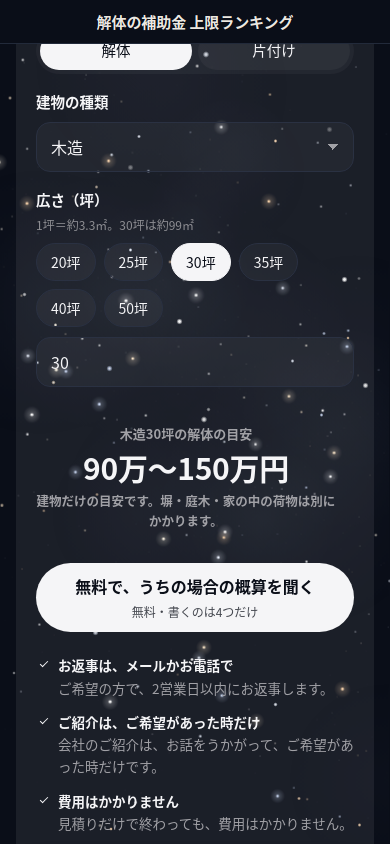 解体の補助金 上限ランキング
解体
片付け
建物の種類
木造
広さ（坪）
1坪＝約3.3㎡。30坪は約99㎡
20坪
25坪
30坪
35坪
40坪
50坪
30
木造30坪の解体の目安
90万〜150万円
建物だけの目安です。塀・庭木・家の中の荷物は別に
かかります。
無料で、うちの場合の概算を聞く
無料・書くのは4つだけ
お返事は、メールかお電話で
ご希望の方で、2営業日以内にお返事します。
ご紹介は、ご希望があった時だけ
会社のご紹介は、お話をうかがって、ご希望があ
った時だけです。
費用はかかりません
見積りだけで終わっても、費用はかかりません。